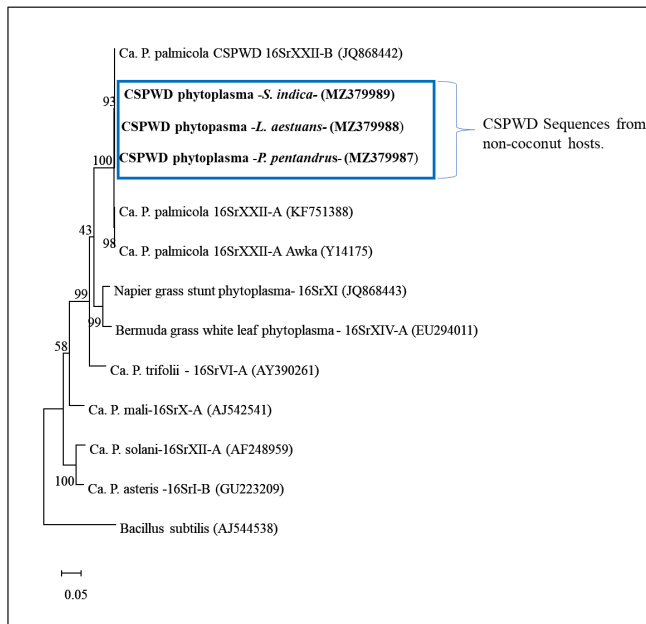 Ca. P. palmicola CSPWD 16SrXXII-B (JQ868442)
93
CSPWD phytoplasma -S. indica- (MZ379989)
CSPWD phytopasma -L. aestuans- (MZ379988)
CSPWD Sequences from
non-coconut hosts.
CSPWD phytoplasma -P. pentandrus- (MZ379987)
100
Ca. P. palmicola 16SrXXII-A (KF751388)
43
98
Ca. P. palmicola 16SrXXII-A Awka (Y14175)
Napier grass stunt phytoplasma- 16SrXI (JQ868443)
99
99
Bermuda grass white leaf phytoplasma - 16SrXIV-A (EU294011)
58
Ca. P. trifolii - 16SrVI-A (AY390261)
Ca. P. mali-16SrX-A (AJ542541)
Ca. P. solani-16SrXII-A (AF248959)
100
Ca. P. asteris -16SrI-B (GU223209)
Bacillus subtilis (AJ544538)
0.05